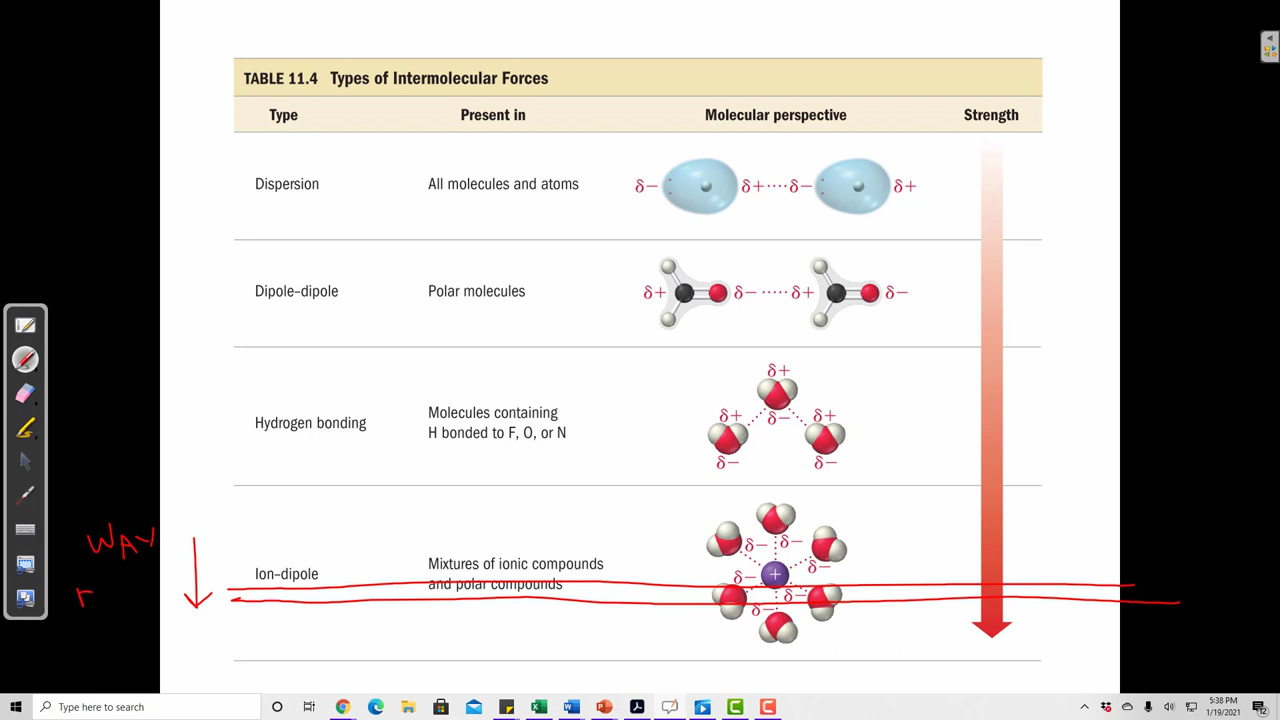 TABLE 11.4 Types of Intermolecular Forces
Type Present in Molecular perspective Strength
Dispersion All molecules and atoms δ− δ+ δ− δ+
Dipole–dipole Polar molecules δ+ δ− δ+ δ−
δ+
Hydrogen bonding Molecules containing
H bonded to F, O, or N
δ+ δ− δ+
δ− δ−
WAY
r
Ion–dipole Mixtures of ionic compounds
and polar compounds
δ− δ−
δ−
δ− +
δ−
δ−
Type here to search
5:38 PM
1/19/2021
12